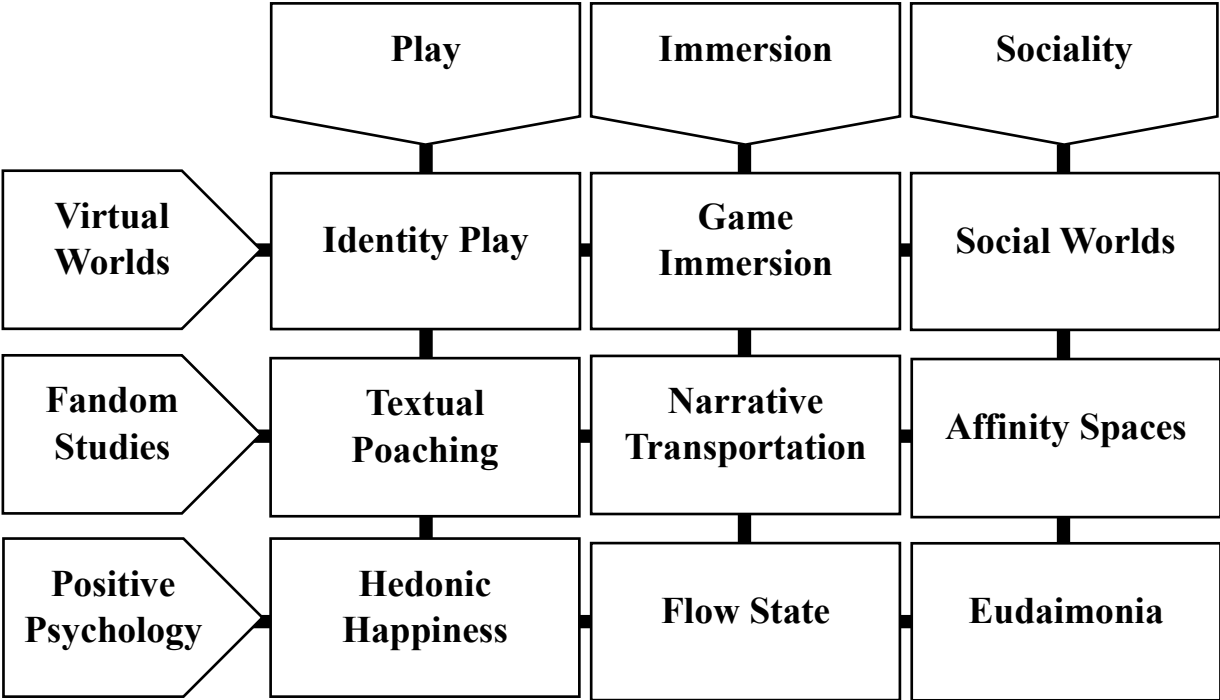 Play
Immersion
Sociality
Virtual
Worlds
Identity Play
Game
Immersion
Social Worlds
Fandom
Studies
Textual
Poaching
Narrative
Transportation
Affinity Spaces
Positive
Psychology
Hedonic
Happiness
Flow State
Eudaimonia